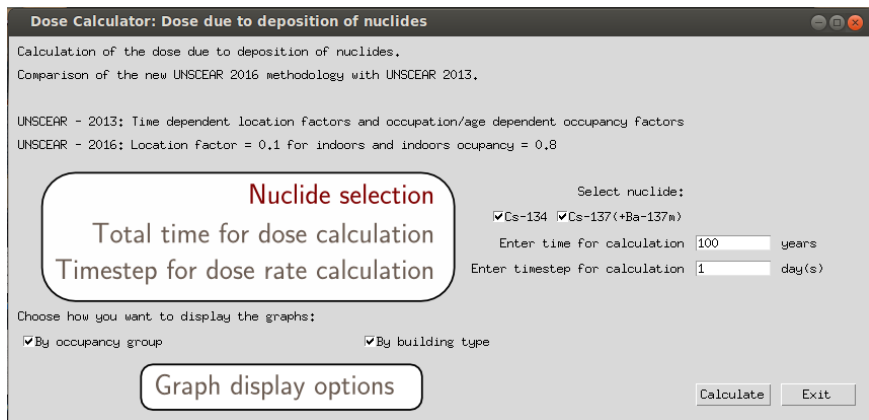 Dose Calculator: Dose due to deposition of nuclides
Calculation of the dose due to deposition of nuclides.
Comparison of the new UNSCEAR 2016 methodology with UNSCEAR 2013.
UNSCEAR - 2013: Time dependent location factors and occupation/age dependent occupancy factors
UNSCEAR - 2016: Location factor = 0.1 for indoors and indoors ocupancy = 0.8
Nuclide selection
Total time for dose calculation
Timestep for dose rate calculation
Select nuclide:
Cs-134 Cs-137(+Ba-137m)
Enter time for calculation 100 years
Enter timestep for calculation 1 day(s)
Choose how you want to display the graphs:
By occupancy group By building type
Graph display options
Calculate Exit